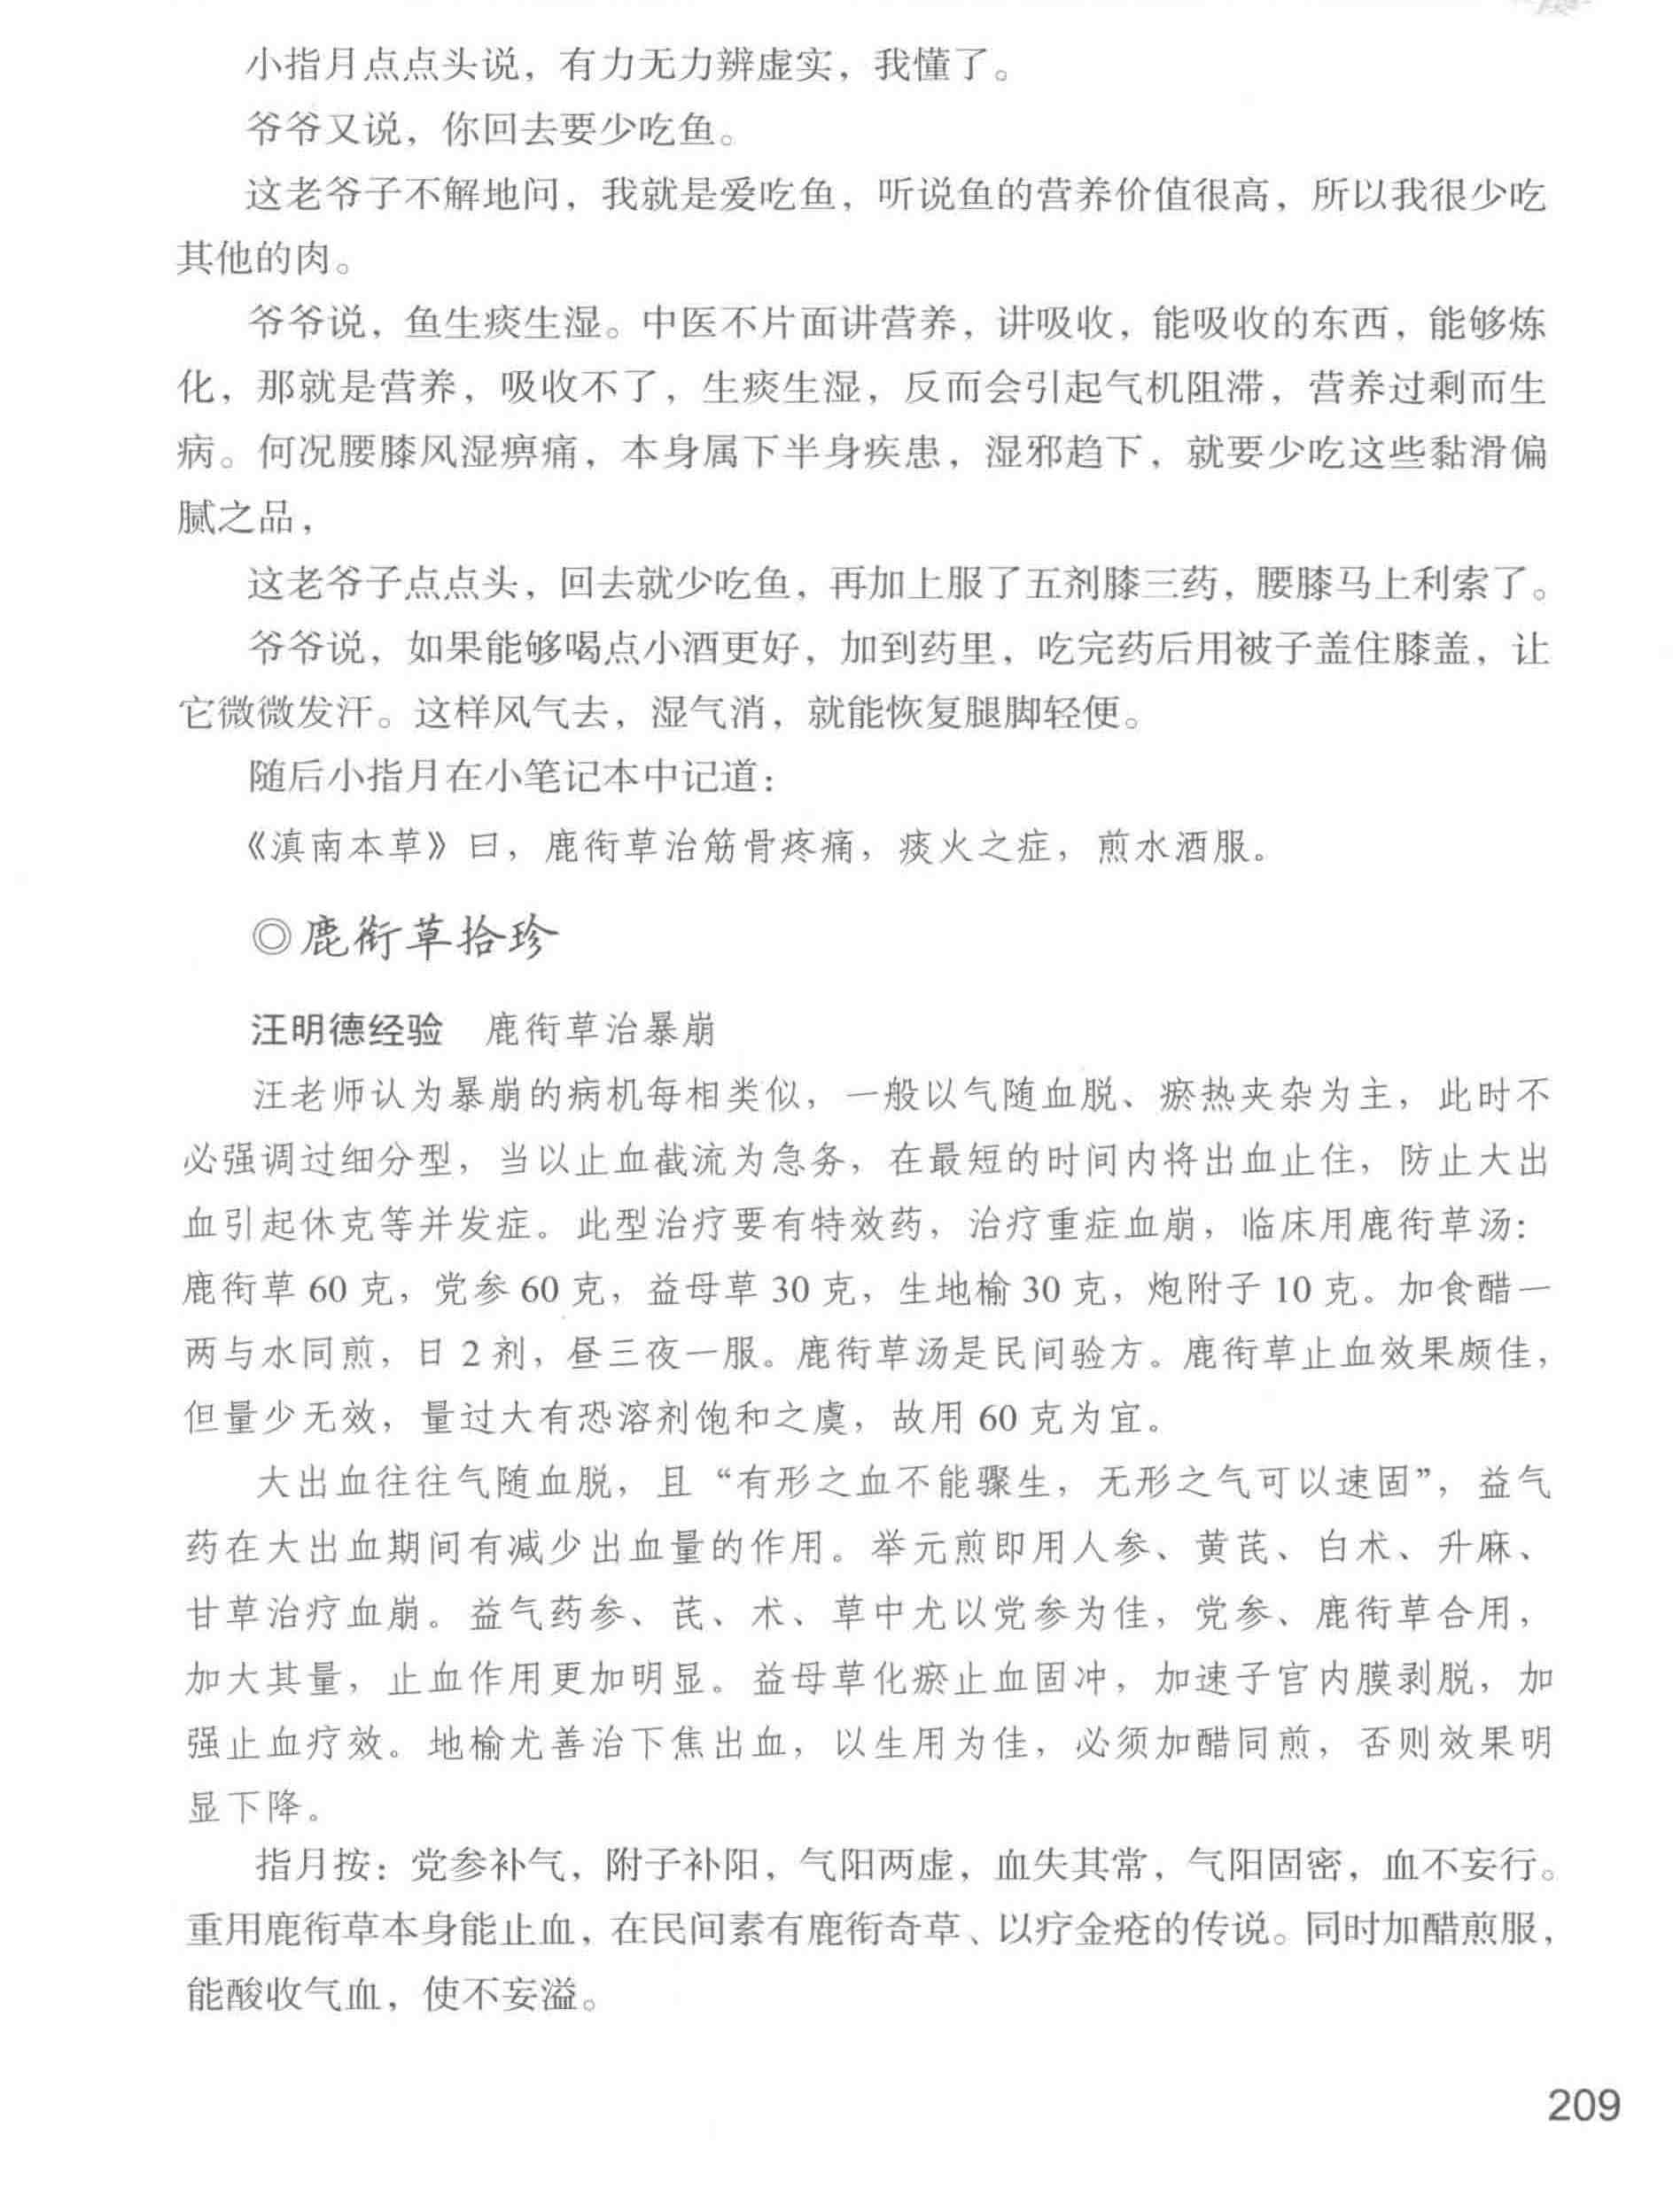 小指月点点头说，有力无力辨虚实，我懂了。
爷爷又说，你回去要少吃鱼。
这老爷子不解地问，我就是爱吃鱼，听说鱼的营养价值很高，所以我很少吃
其他的肉。
爷爷说，鱼生痰生湿。中医不片面讲营养，讲吸收，能吸收的东西，能够炼
化，那就是营养，吸收不了，生痰生湿，反而会引起气机阻滞，营养过剩而生
病。何况腰膝风湿痹痛，本身属下半身疾患，湿邪趋下，就要少吃这些黏滑偏
腻之品，
这老爷子点点头，回去就少吃鱼，再加上服了五剂膝三药，腰膝马上利索了。
爷爷说，如果能够喝点小酒更好，加到药里，吃完药后用被子盖住膝盖，让
它微微发汗。这样风气去，湿气消，就能恢复腿脚轻便。
随后小指月在小笔记本中记道：
《滇南本草》曰，鹿衔草治筋骨疼痛，痰火之症，煎水酒服。
◎鹿衔草拾珍
汪明德经验 鹿衔草治暴崩
汪老师认为暴崩的病机每相类似，一般以气随血脱、瘀热夹杂为主，此时不
必强调过细分型，当以止血截流为急务，在最短的时间内将出血止住，防止大出
血引起休克等并发症。此型治疗要有特效药，治疗重症血崩，临床用鹿衔草汤：
鹿衔草 60 克，党参 60 克，益母草 30 克，生地榆 30 克，炮附子 10 克。加食醋一
两与水同煎，日 2 剂，昼三夜一服。鹿衔草汤是民间验方。鹿衔草止血效果颇佳，
但量少无效，量过大有恐溶剂饱和之虞，故用 60 克为宜。
大出血往往气随血脱，且“有形之血不能骤生，无形之气可以速固”，益气
药在大出血期间有减少出血量的作用。举元煎即用人参、黄芪、白术、升麻、
甘草治疗血崩。益气药参、芪、术、草中尤以党参为佳，党参、鹿衔草合用，
加大其量，止血作用更加明显。益母草化瘀止血固冲，加速子宫内膜剥脱，加
强止血疗效。地榆尤善治下焦出血，以生用为佳，必须加醋同煎，否则效果明
显下降。
指月按：党参补气，附子补阳，气阳两虚，血失其常，气阳固密，血不妄行。
重用鹿衔草本身能止血，在民间素有鹿衔奇草、以疗金疮的传说。同时加醋煎服，
能酸收气血，使不妄溢。
209